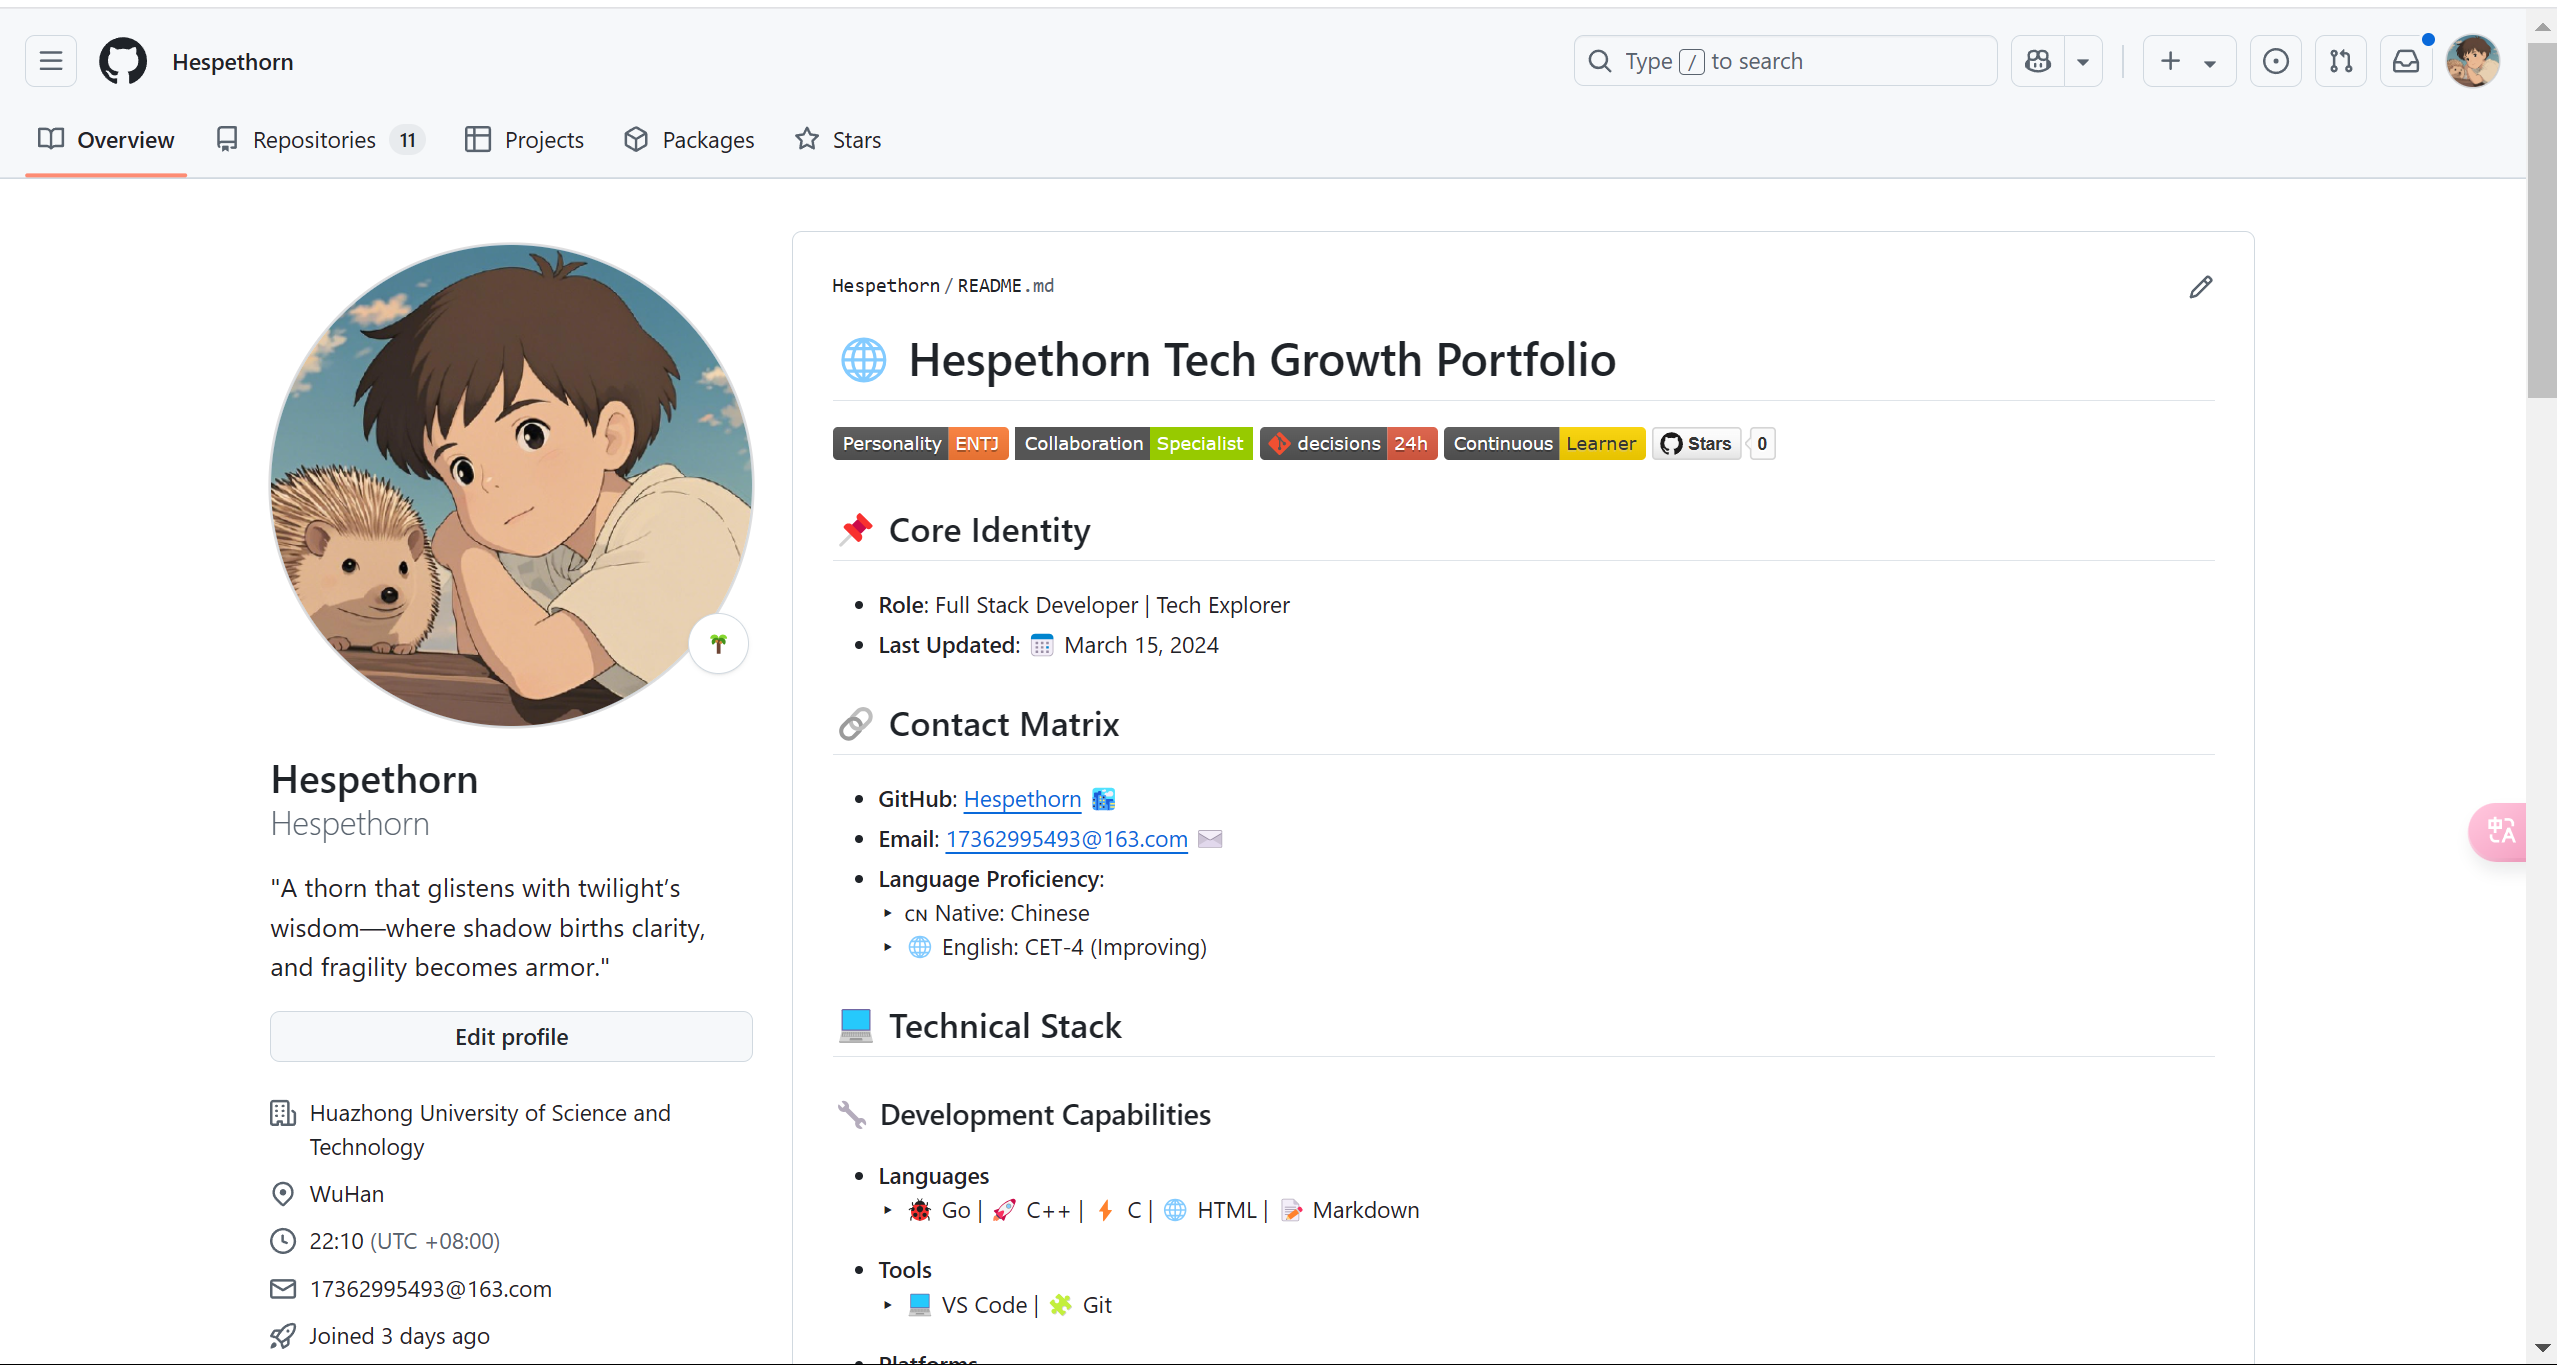 Hespethorn
Type / to search
Overview
Repositories 11
Projects
Packages
Stars
Hespethorn
Hespethorn
"A thorn that glistens with twilight’s
wisdom—where shadow births clarity,
and fragility becomes armor."
Edit profile
Huazhong University of Science and
Technology
WuHan
22:10 (UTC +08:00)
17362995493@163.com
Joined 3 days ago
Hespethorn / README.md
Hespethorn Tech Growth Portfolio
Personality ENTJ Collaboration Specialist decisions 24h Continuous Learner Stars 0
Core Identity
Role: Full Stack Developer | Tech Explorer
Last Updated: March 15, 2024
Contact Matrix
GitHub: Hespethorn
Email: 17362995493@163.com
Language Proficiency:
CN Native: Chinese
English: CET-4 (Improving)
Technical Stack
Development Capabilities
Languages
Go | C++ | C | HTML | Markdown
Tools
VS Code | Git
Platforms
中A